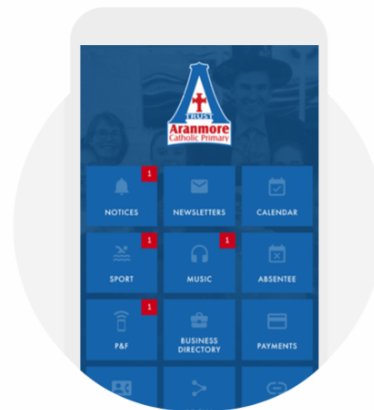 TRUST
Aranmore
Catholic Primary
1
NOTICES
NEWSLETTERS
CALENDAR
1
SPORT
1
MUSIC
ABSENTEE
1
P&F
BUSINESS
DIRECTORY
PAYMENTS